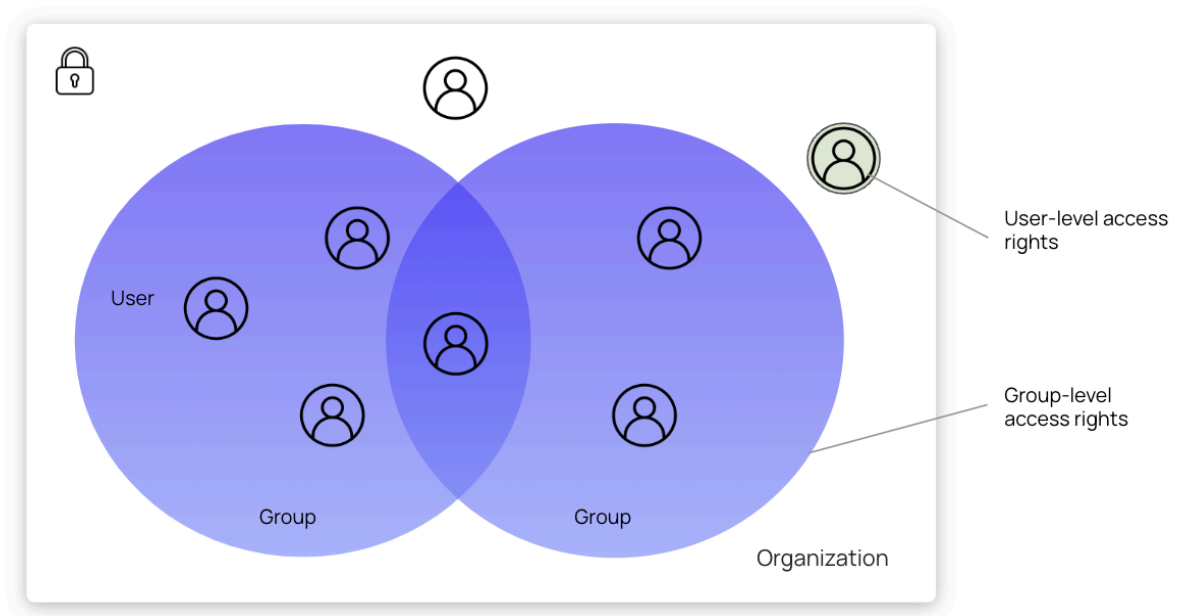 User-level access
rights
User
Group-level
access rights
Group
Group
Organization